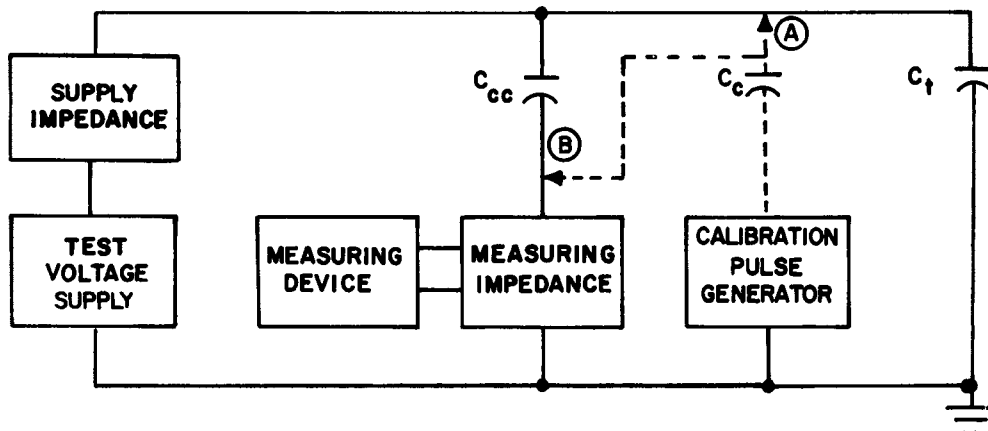 A
SUPPLY
IMPEDANCE
Ccc
Cc
Ct
B
TEST
VOLTAGE
SUPPLY
MEASURING
DEVICE
MEASURING
IMPEDANCE
CALIBRATION
PULSE
GENERATOR